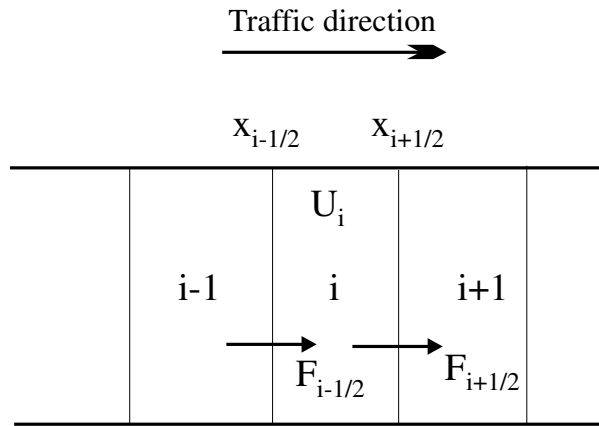 Traffic direction
x_{i-1/2} x_{i+1/2}
U_i
i-1 i i+1
F_{i-1/2} F_{i+1/2}